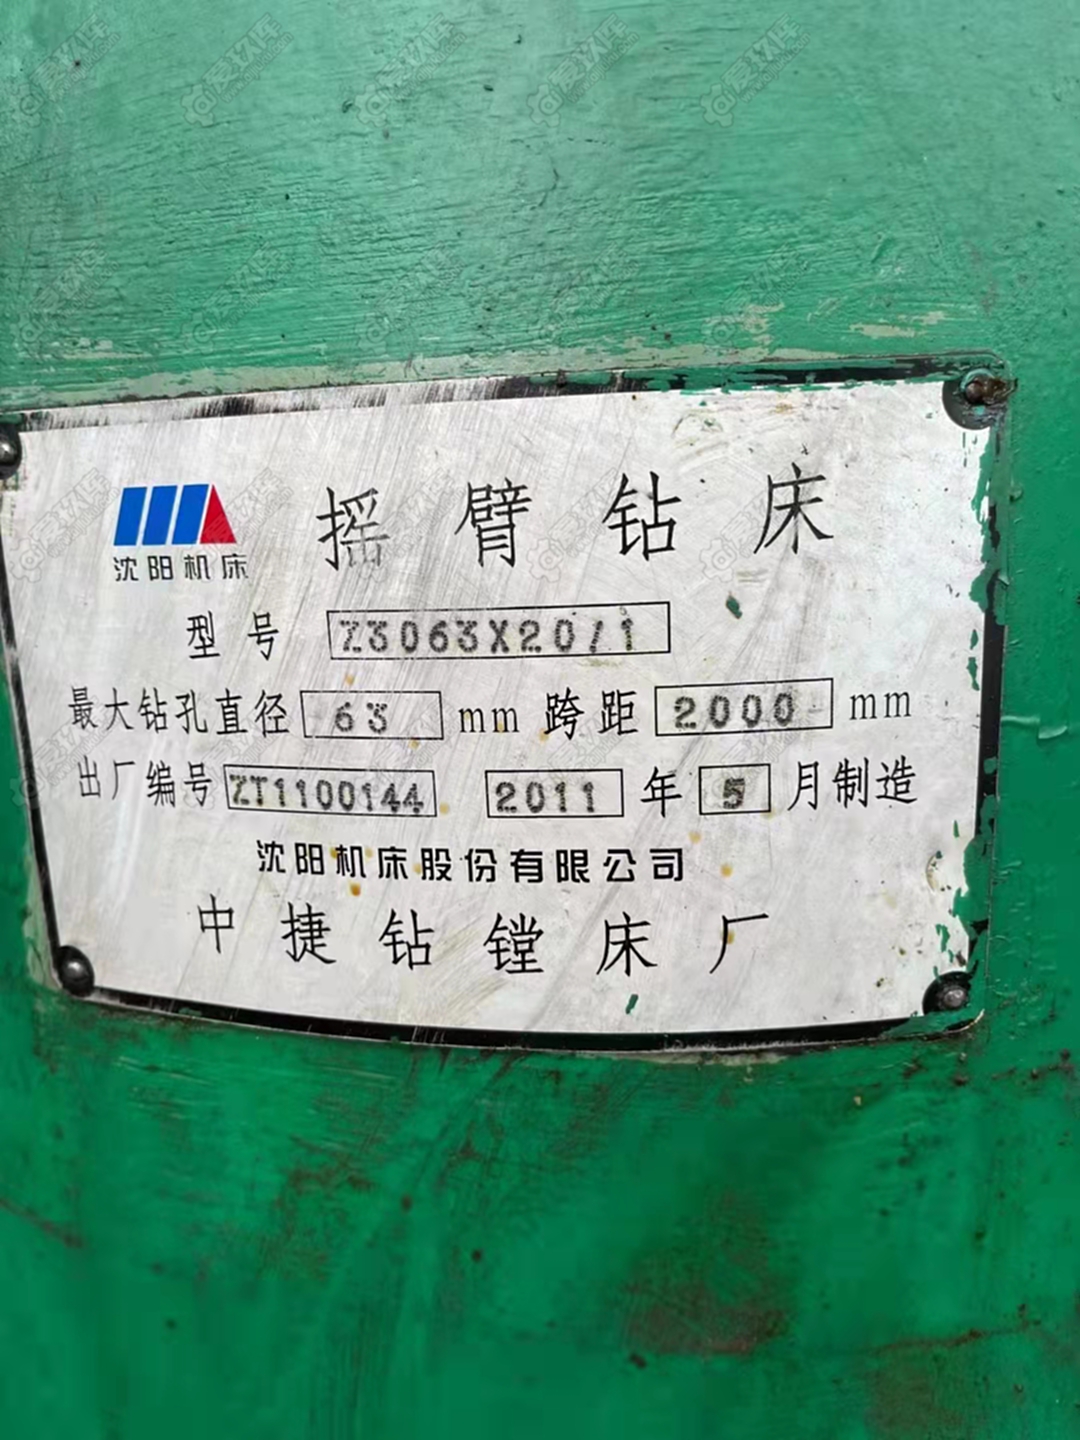 沈阳机床
摇臂钻床
型号 Z3063X20/1
最大钻孔直径 63 mm 跨距 2000 mm
出厂编号 ZT1100144 2011 年 5 月制造
沈阳机床股份有限公司
中捷钻镗床厂